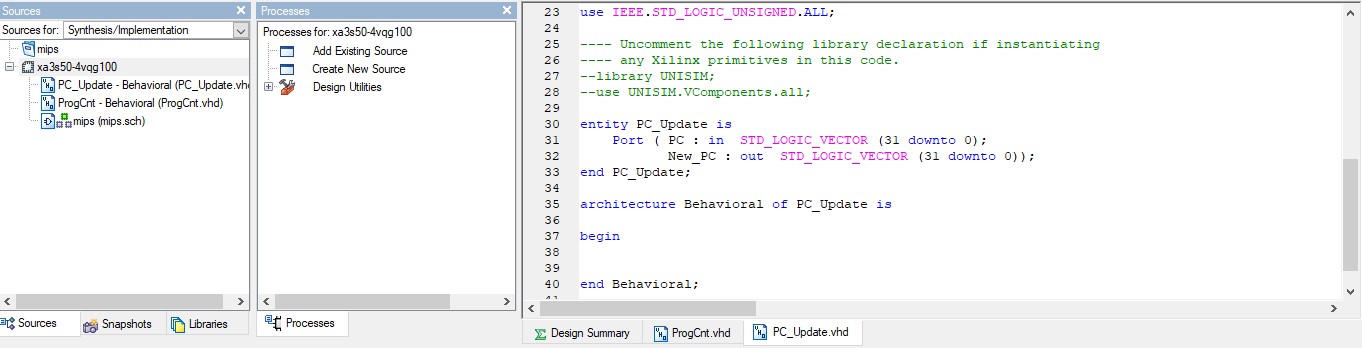 Sources
Sources for: Synthesis/Implementation
mips
xa3s50-4vqg100
PC_Update - Behavioral (PC_Update.vh
ProgCnt - Behavioral (ProgCnt.vhd)
mips (mips.sch)
Sources
Snapshots
Libraries
Processes
Processes for: xa3s50-4vqg100
Add Existing Source
Create New Source
Design Utilities
Processes
23 use IEEE.STD_LOGIC_UNSIGNED.ALL;
24
25 ---- Uncomment the following library declaration if instantiating
26 ---- any Xilinx primitives in this code.
27 --library UNISIM;
28 --use UNISIM.VComponents.all;
29
30 entity PC_Update is
31 Port ( PC : in STD_LOGIC_VECTOR (31 downto 0);
32 New_PC : out STD_LOGIC_VECTOR (31 downto 0));
33 end PC_Update;
34
35 architecture Behavioral of PC_Update is
36
37 begin
38
39
40 end Behavioral;
Design Summary
ProgCnt.vhd
PC_Update.vhd